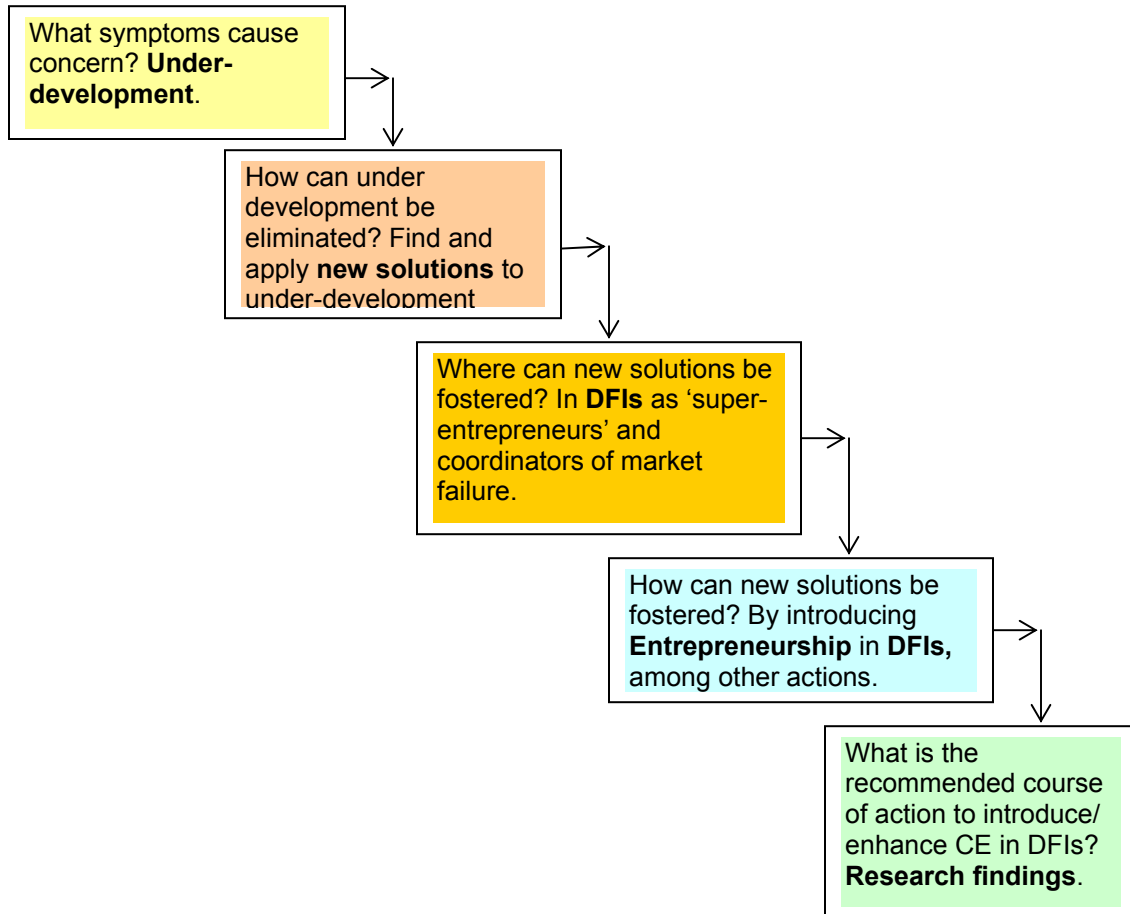 What symptoms cause
concern? Under-
development.
How can under
development be
eliminated? Find and
apply new solutions to
under-development
Where can new solutions be
fostered? In DFIs as ‘super-
entrepreneurs’ and
coordinators of market
failure.
How can new solutions be
fostered? By introducing
Entrepreneurship in DFIs,
among other actions.
What is the
recommended course
of action to introduce/
enhance CE in DFIs?
Research findings.